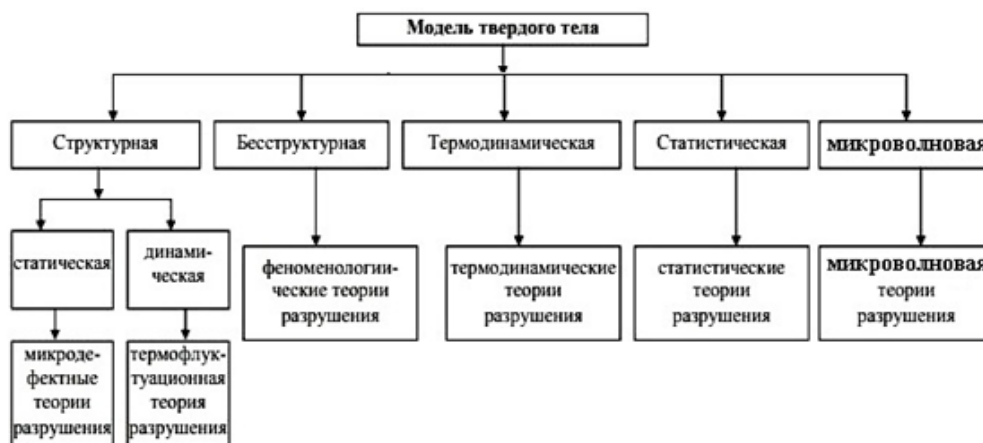 Модель твердого тела
Структурная
Бесструктурная
Термодинамическая
Статистическая
микроволновая
статическая
динами-
ческая
феноменологии-
ческие теории
разрушения
термодинамические
теории
разрушения
статистические
теории
разрушения
микроволновая
теории
разрушения
микроде-
фектные
теории
разрушения
термофлук-
туационная
теория
разрушения